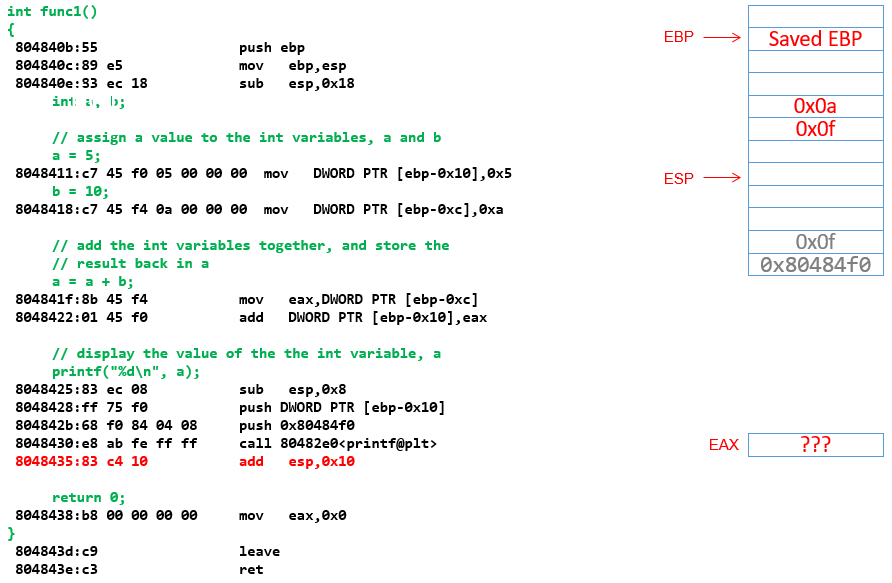 int func1()
{
804840b:55 push ebp
804840c:89 e5 mov ebp,esp
804840e:83 ec 18 sub esp,0x18
int a, b;
// assign a value to the int variables, a and b
a = 5;
8048411:c7 45 f0 05 00 00 00 mov DWORD PTR [ebp-0x10],0x5
b = 10;
8048418:c7 45 f4 0a 00 00 00 mov DWORD PTR [ebp-0xc],0xa
// add the int variables together, and store the
// result back in a
a = a + b;
804841f:8b 45 f4 mov eax,DWORD PTR [ebp-0xc]
8048422:01 45 f0 add DWORD PTR [ebp-0x10],eax
// display the value of the the int variable, a
printf("%d\n", a);
8048425:83 ec 08 sub esp,0x8
8048428:ff 75 f0 push DWORD PTR [ebp-0x10]
804842b:68 f0 84 04 08 push 0x80484f0
8048430:e8 ab fe ff ff call 80482e0<printf@plt>
8048435:83 c4 10 add esp,0x10
return 0;
8048438:b8 00 00 00 00 mov eax,0x0
}
804843d:c9 leave
804843e:c3 ret
EBP Saved EBP
0x0a
0x0f
ESP
0x0f
0x80484f0
EAX ???